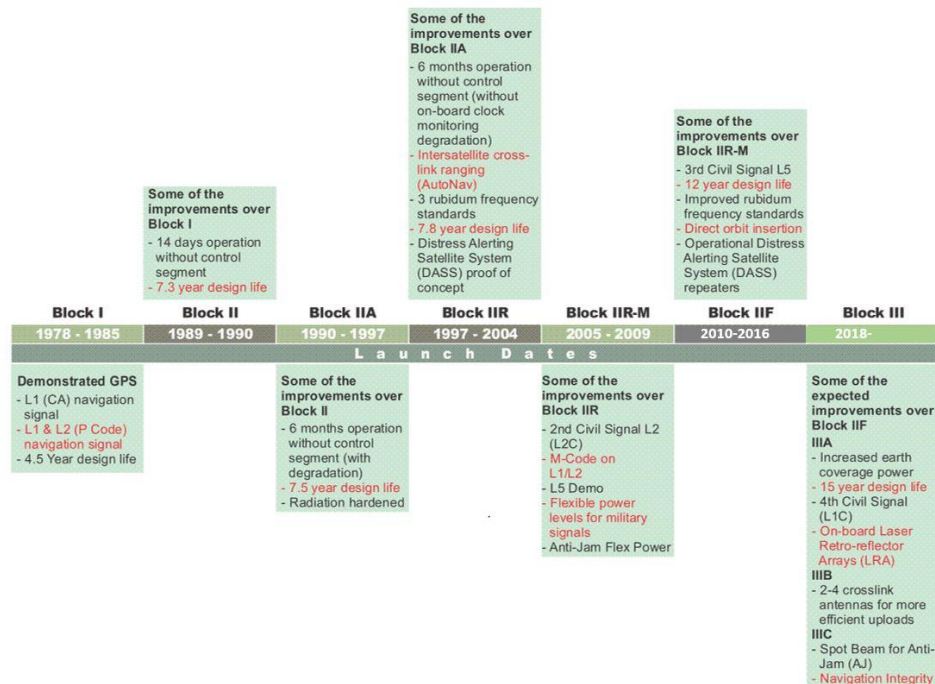 Some of the
improvements over
Block IIA
- 6 months operation
without control
segment (without
on-board clock
monitoring
degradation)
- Intersatellite cross-
link ranging
(AutoNav)
- 3 rubidum frequency
standards
- 7.8 year design life
- Distress Alerting
Satellite System
(DASS) proof of
concept
Some of the
improvements over
Block IIR-M
- 3rd Civil Signal L5
- 12 year design life
- Improved rubidum
frequency standards
- Direct orbit insertion
- Operational Distress
Alerting Satellite
System (DASS)
repeaters
Some of the
improvements over
Block I
- 14 days operation
without control
segment
- 7.3 year design life
Block I Block II Block IIA Block IIR Block IIR-M Block IIF Block III
1978 - 1985 1989 - 1990 1990 - 1997 1997 - 2004 2005 - 2009 2010-2016 2018-
Launch Dates
Demonstrated GPS
- L1 (CA) navigation
signal
- L1 & L2 (P Code)
navigation signal
- 4.5 Year design life
Some of the
improvements over
Block II
- 6 months operation
without control
segment (with
degradation)
- 7.5 year design life
- Radiation hardened
Some of the
improvements over
Block IIR
- 2nd Civil Signal L2
(L2C)
- M-Code on
L1/L2
- L5 Demo
- Flexible power
levels for military
signals
- Anti-Jam Flex Power
Some of the
expected
improvements over
Block IIF
IIIA
- Increased earth
coverage power
- 15 year design life
- 4th Civil Signal
(L1C)
- On-board Laser
Retro-reflector
Arrays (LRA)
IIIB
- 2-4 crosslink
antennas for more
efficient uploads
IIIC
- Spot Beam for Anti-
Jam (AJ)
- Navigation Integrity